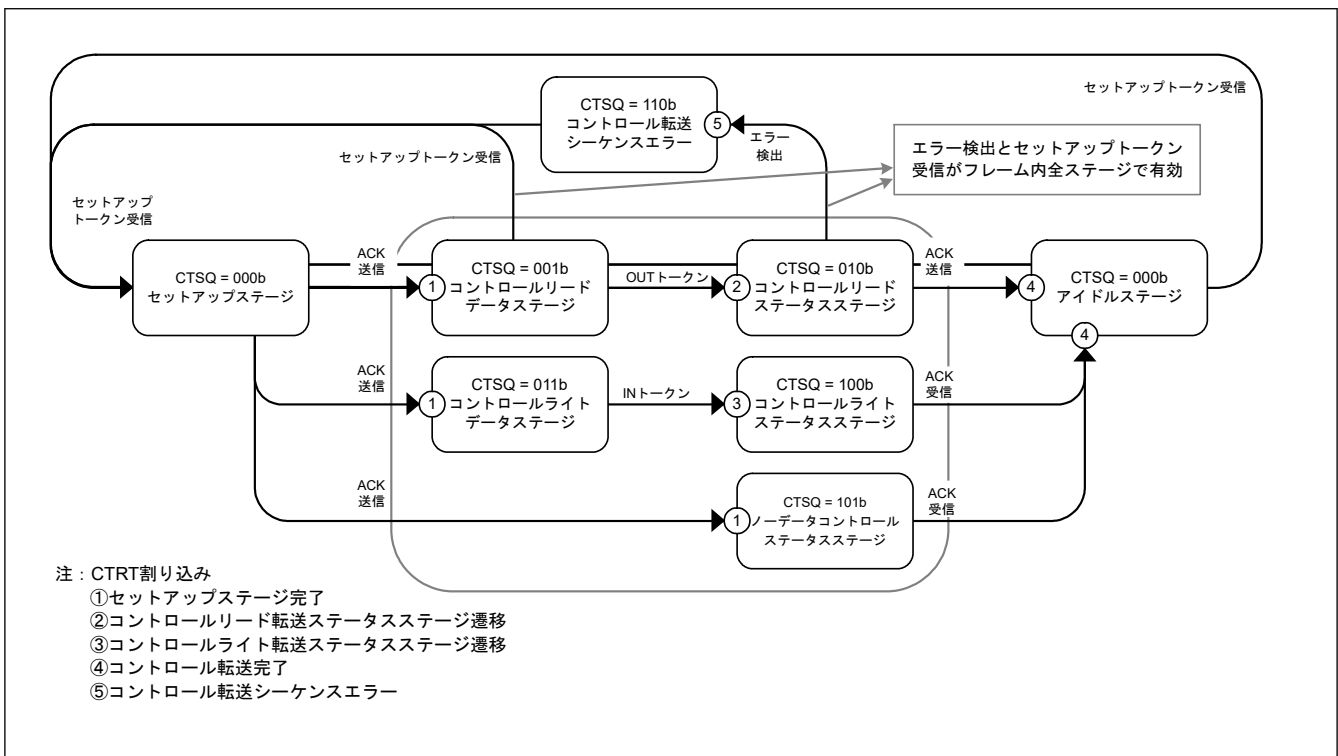 セットアップトークン受信
CTSQ = 110b
コントロール転送
シーケンスエラー
⑤
エラー
検出
セットアップトークン受信
エラー検出とセットアップトークン
受信がフレーム内全ステージで有効
セットアップ
トークン受信
CTSQ = 000b
セットアップステージ
ACK
送信
①
CTSQ = 001b
コントロールリード
データステージ
OUTトークン
②
CTSQ = 010b
コントロールリード
ステータスステージ
ACK
送信
④
CTSQ = 000b
アイドルステージ
④
ACK
送信
①
CTSQ = 011b
コントロールライト
データステージ
INトークン
③
CTSQ = 100b
コントロールライト
ステータスステージ
ACK
受信
ACK
送信
①
CTSQ = 101b
ノーデータコントロール
ステータスステージ
ACK
受信
注：CTRT割り込み
①セットアップステージ完了
②コントロールリード転送ステータスステージ遷移
③コントロールライト転送ステータスステージ遷移
④コントロール転送完了
⑤コントロール転送シーケンスエラー